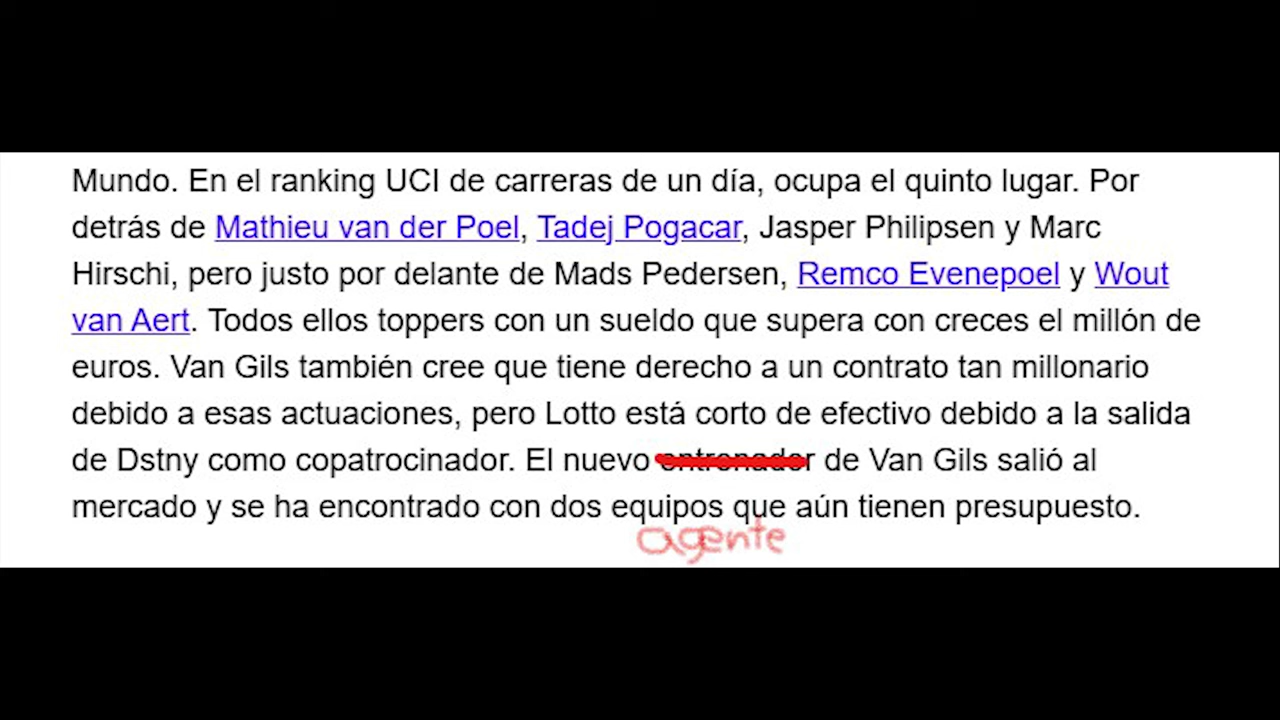 Mundo. En el ranking UCI de carreras de un día, ocupa el quinto lugar. Por
detrás de Mathieu van der Poel, Tadej Pogacar, Jasper Philipsen y Marc
Hirschi, pero justo por delante de Mads Pedersen, Remco Evenepoel y Wout
van Aert. Todos ellos toppers con un sueldo que supera con creces el millón de
euros. Van Gils también cree que tiene derecho a un contrato tan millonario
debido a esas actuaciones, pero Lotto está corto de efectivo debido a la salida
de Dstny como copatrocinador. El nuevo entrenador de Van Gils salió al
mercado y se ha encontrado con dos equipos que aún tienen presupuesto.
agente